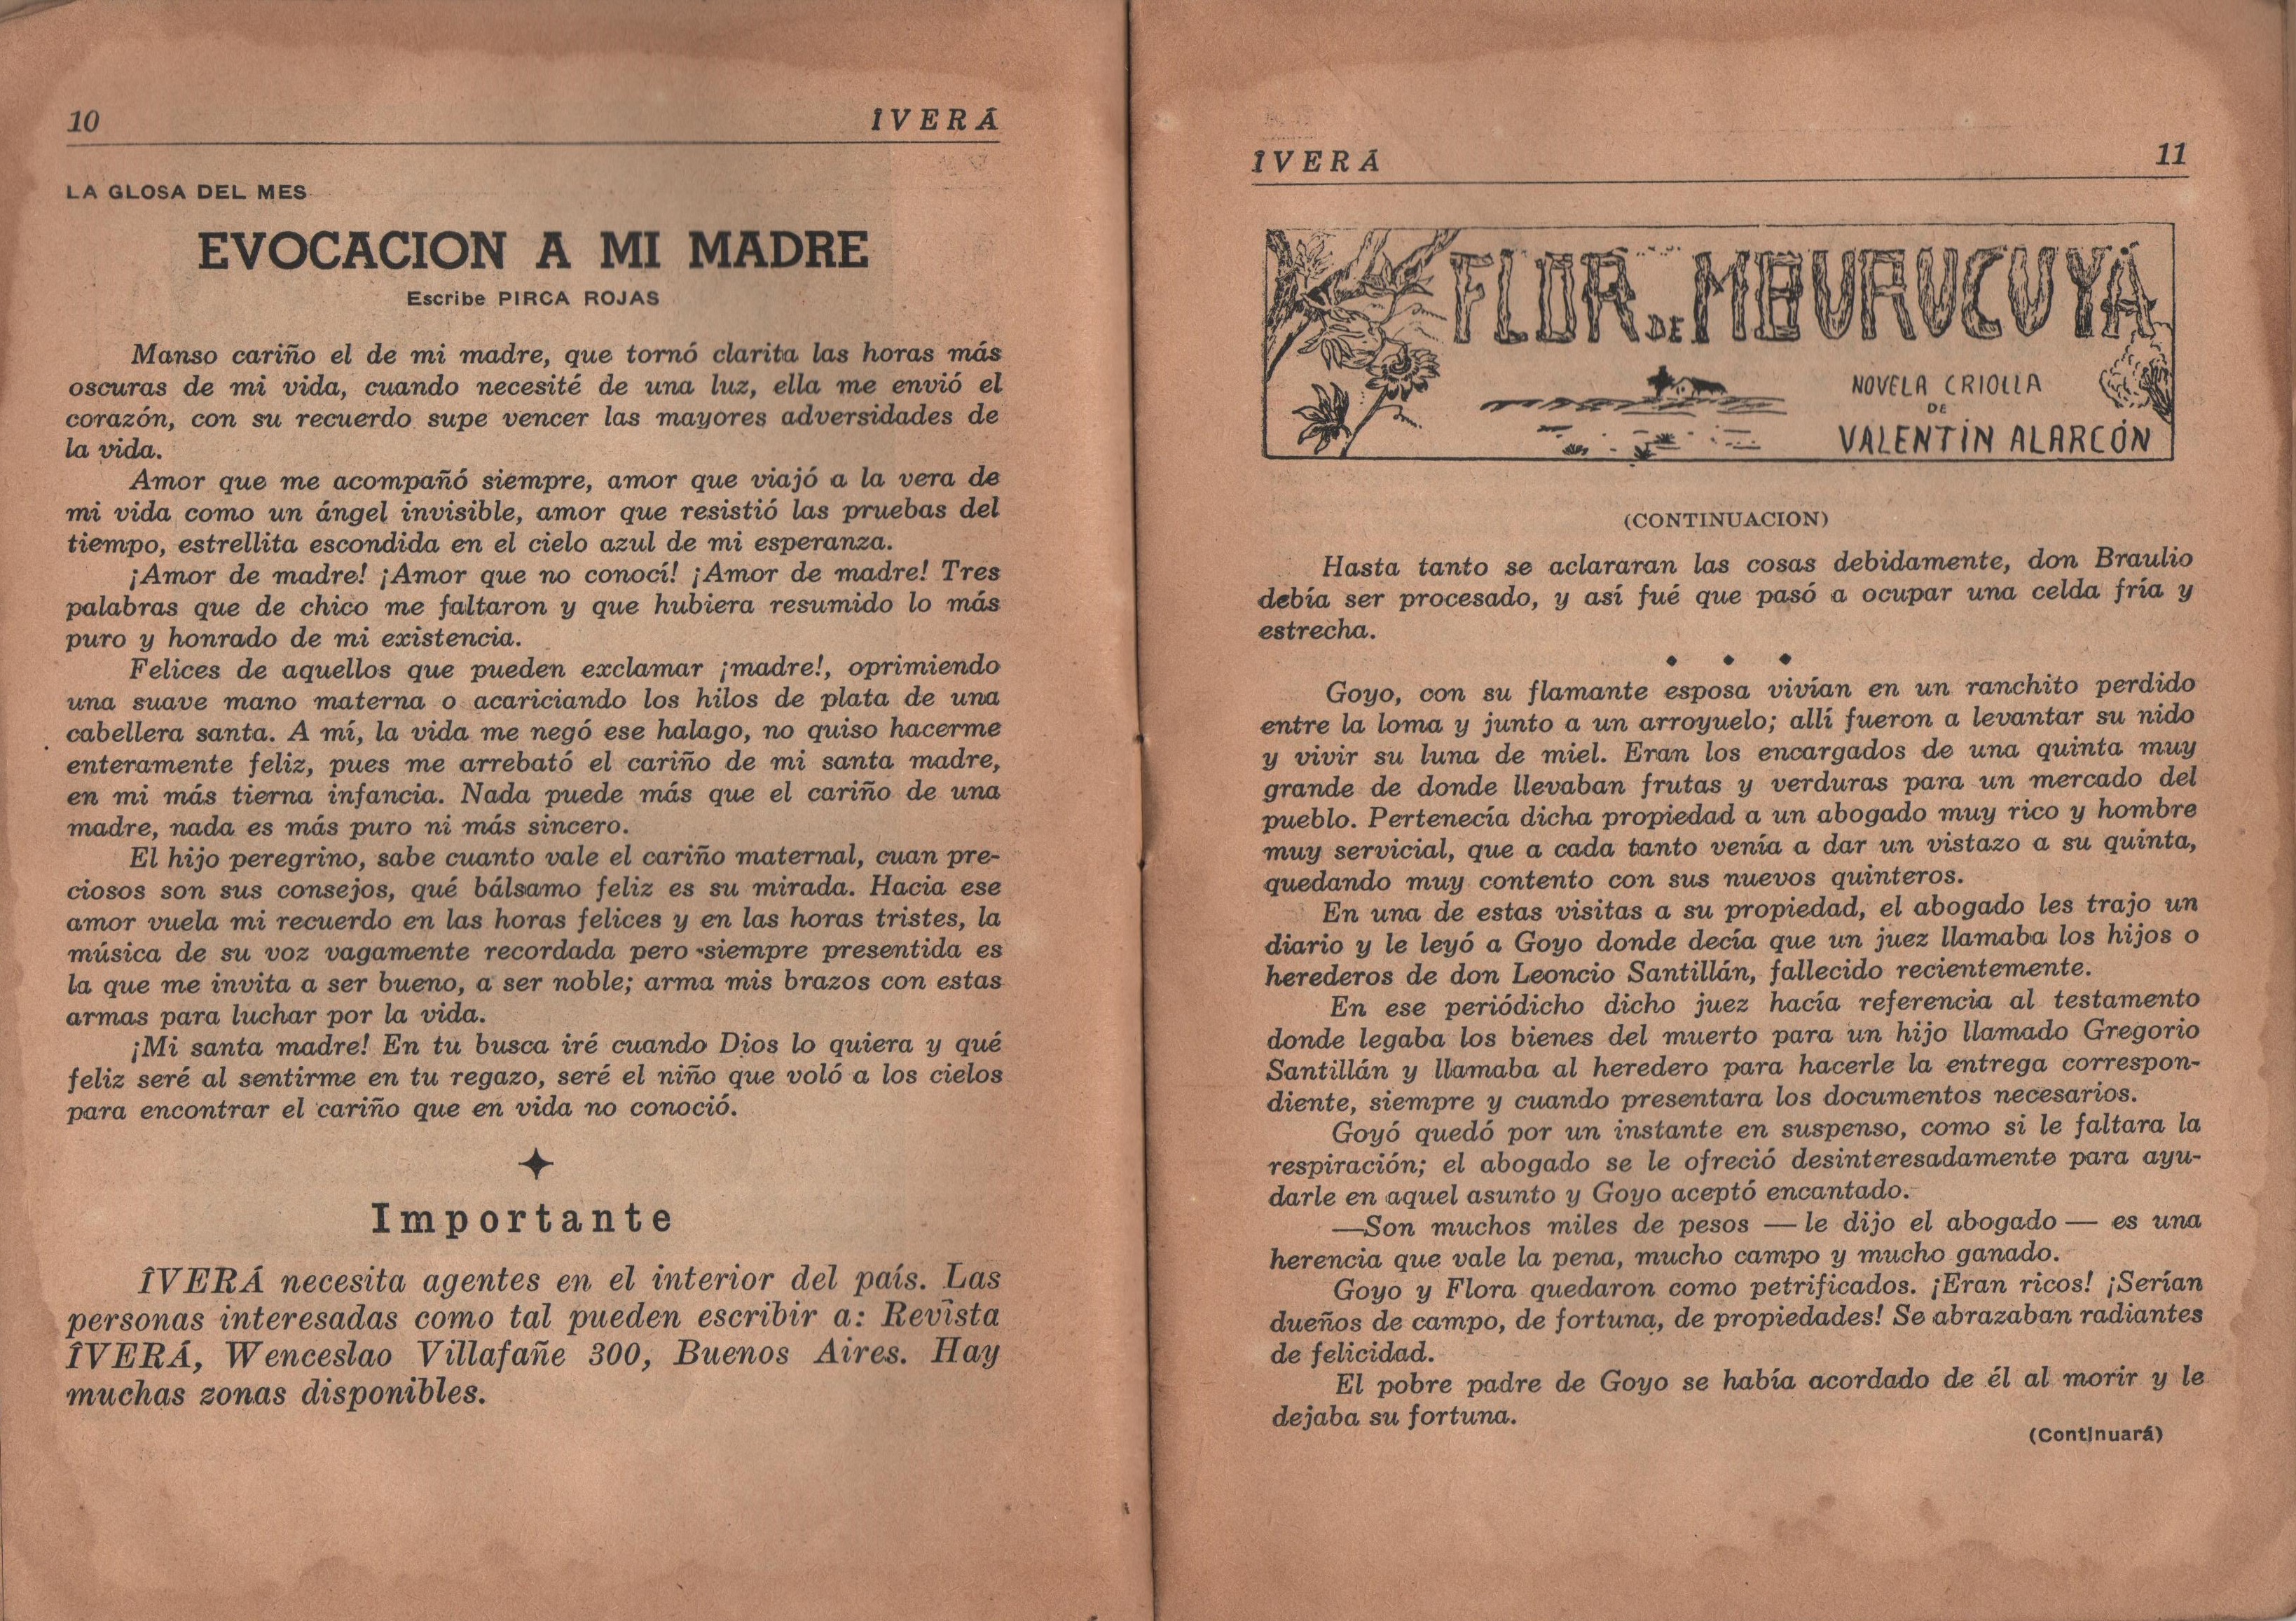 10
ÎVERÁ
LA GLOSA DEL MES
EVOCACION A MI MADRE
Escribe PIRCA ROJAS
Manso cariño el de mi madre, que tornó clarita las horas más
oscuras de mi vida, cuando necesité de una luz, ella me envió el
corazón, con su recuerdo supe vencer las mayores adversidades de
la vida.
Amor que me acompañó siempre, amor que viajó a la vera de
mi vida como un ángel invisible, amor que resistió las pruebas del
tiempo, estrellita escondida en el cielo azul de mi esperanza.
¡Amor de madre! ¡Amor que no conocí! ¡Amor de madre! Tres
palabras que de chico me faltaron y que hubiera resumido lo más
puro y honrado de mi existencia.
Felices de aquellos que pueden exclamar ¡madre!, oprimiendo
una suave mano materna o acariciando los hilos de plata de una
cabellera santa. A mí, la vida me negó ese halago, no quiso hacerme
enteramente feliz, pues me arrebató el cariño de mi santa madre,
en mi más tierna infancia. Nada puede más que el cariño de una
madre, nada es más puro ni más sincero.
El hijo peregrino, sabe cuanto vale el cariño maternal, cuan pre-
ciosos son sus consejos, qué bálsamo feliz es su mirada. Hacia ese
amor vuela mi recuerdo en las horas felices y en las horas tristes, la
música de su voz vagamente recordada pero siempre presentida es
la que me invita a ser bueno, a ser noble; arma mis brazos con estas
armas para luchar por la vida.
¡Mi santa madre! En tu busca iré cuando Dios lo quiera y qué
feliz seré al sentirme en tu regazo, seré el niño que voló a los cielos
para encontrar el cariño que en vida no conoció.
Importante
ÎVERÁ necesita agentes en el interior del país. Las
personas interesadas como tal pueden escribir a: Revista
ÎVERÁ, Wenceslao Villafañe 300, Buenos Aires. Hay
muchas zonas disponibles.
ÎVERÁ
11
FLOR DE MBURUCUYÁ
NOVELA CRIOLLA
DE
VALENTÍN ALARCÓN
(CONTINUACION)
Hasta tanto se aclararan las cosas debidamente, don Braulio
debía ser procesado, y así fué que pasó a ocupar una celda fría y
estrecha.
Goyo, con su flamante esposa vivían en un ranchito perdido
entre la loma y junto a un arroyuelo; allí fueron a levantar su nido
y vivir su luna de miel. Eran los encargados de una quinta muy
grande de donde llevaban frutas y verduras para un mercado del
pueblo. Pertenecía dicha propiedad a un abogado muy rico y hombre
muy servicial, que a cada tanto venía a dar un vistazo a su quinta,
quedando muy contento con sus nuevos quinteros.
En una de estas visitas a su propiedad, el abogado les trajo un
diario y le leyó a Goyo donde decía que un juez llamaba los hijos o
herederos de don Leoncio Santillán, fallecido recientemente.
En ese periódicho dicho juez hacía referencia al testamento
donde legaba los bienes del muerto para un hijo llamado Gregorio
Santillán y llamaba al heredero para hacerle la entrega correspon-
diente, siempre y cuando presentara los documentos necesarios.
Goyó quedó por un instante en suspenso, como si le faltara la
respiración; el abogado se le ofreció desinteresadamente para ayu-
darle en aquel asunto y Goyo aceptó encantado.
—Son muchos miles de pesos — le dijo el abogado — es una
herencia que vale la pena, mucho campo y mucho ganado.
Goyo y Flora quedaron como petrificados. ¡Eran ricos! ¡Serían
dueños de campo, de fortuna, de propiedades! Se abrazaban radiantes
de felicidad.
El pobre padre de Goyo se había acordado de él al morir y le
dejaba su fortuna.
(Continuará)